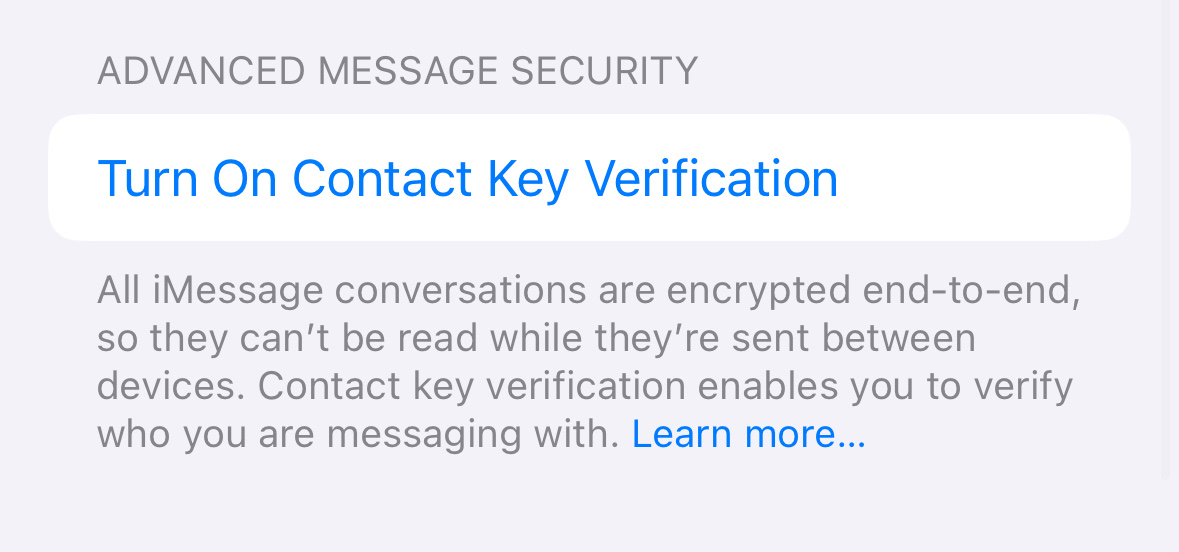 ADVANCED MESSAGE SECURITY
Turn On Contact Key Verification
All iMessage conversations are encrypted end-to-end,
so they can’t be read while they’re sent between
devices. Contact key verification enables you to verify
who you are messaging with. Learn more...